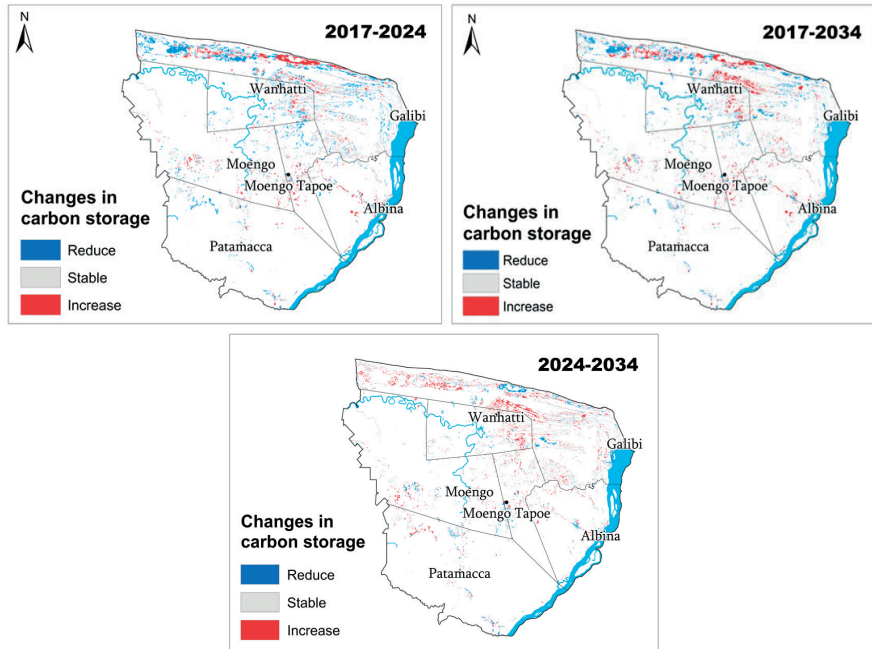 N
2017-2024
Wanhatti
Galibi
Moengo
Moengo Tapoe
Albina
Patamacca
Changes in
carbon storage
Reduce
Stable
Increase
N
2017-2034
Wanhatti
Galibi
Moengo
Moengo Tapoe
Albina
Patamacca
Changes in
carbon storage
Reduce
Stable
Increase
2024-2034
Wanhatti
Galibi
Moengo
Moengo Tapoe
Albina
Patamacca
Changes in
carbon storage
Reduce
Stable
Increase